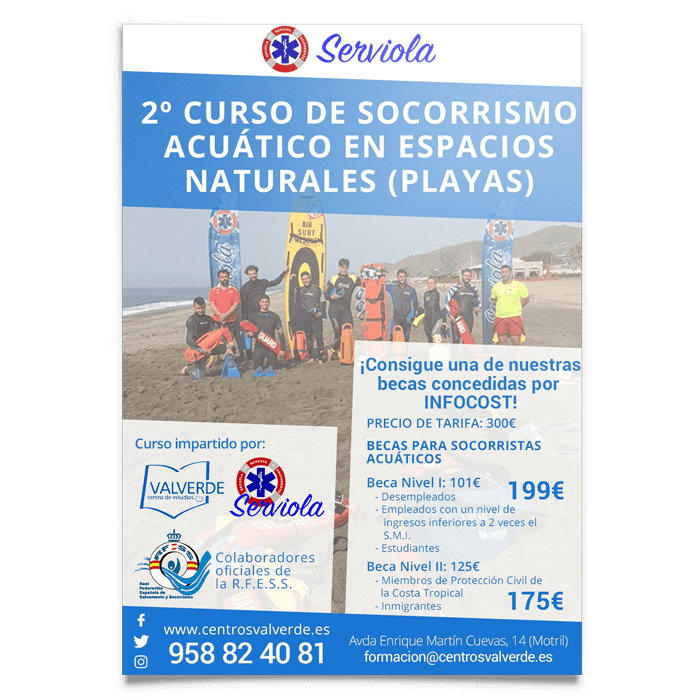 Serviola
2º CURSO DE SOCORRISMO
ACUÁTICO EN ESPACIOS
NATURALES (PLAYAS)
AIR
SURF
RESCUE
Serviola
¡Consigue una de nuestras
becas concedidas por
INFOCOST!
PRECIO DE TARIFA: 300€
BECAS PARA SOCORRISTAS
ACUÁTICOS
Beca Nivel I: 101€
199€
- Desempleados
- Empleados con un nivel de
ingresos inferiores a 2 veces el
S.M.I.
- Estudiantes
Beca Nivel II: 125€
- Miembros de Protección Civil de
la Costa Tropical
- Inmigrantes
175€
Curso impartido por:
VALVERDE
centro de estudios
Serviola
R.F.E.S.S.
Real
Federación
Española de
Salvamento y Socorrismo
Colaboradores
oficiales de
la R.F.E.S.S.
www.centrosvalverde.es
958 82 40 81
Avda Enrique Martín Cuevas, 14 (Motril)
formacion@centrosvalverde.es